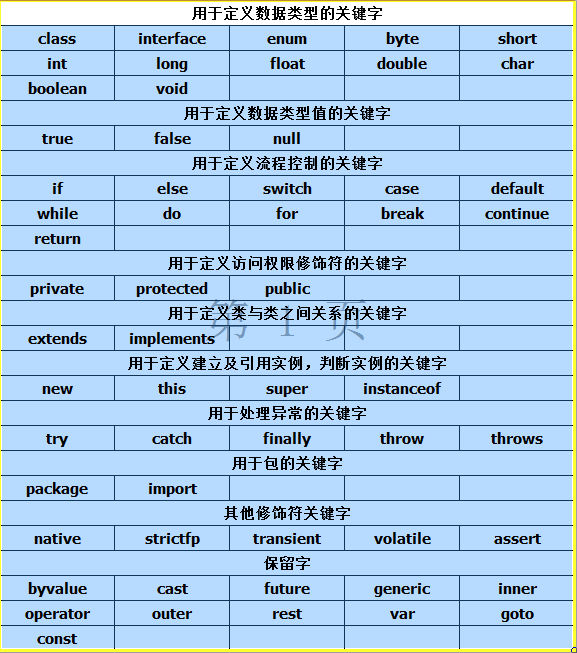 用于定义数据类型的关键字
class interface enum byte short
int long float double char
boolean void
用于定义数据类型值的关键字
true false null
用于定义流程控制的关键字
if else switch case default
while do for break continue
return
用于定义访问权限修饰符的关键字
private protected public
用于定义类与类之间关系的关键字
第 1 页
extends implements
用于定义建立及引用实例，判断实例的关键字
new this super instanceof
用于处理异常的关键字
try catch finally throw throws
用于包的关键字
package import
其他修饰符关键字
native strictfp transient volatile assert
保留字
byvalue cast future generic inner
operator outer rest var goto
const